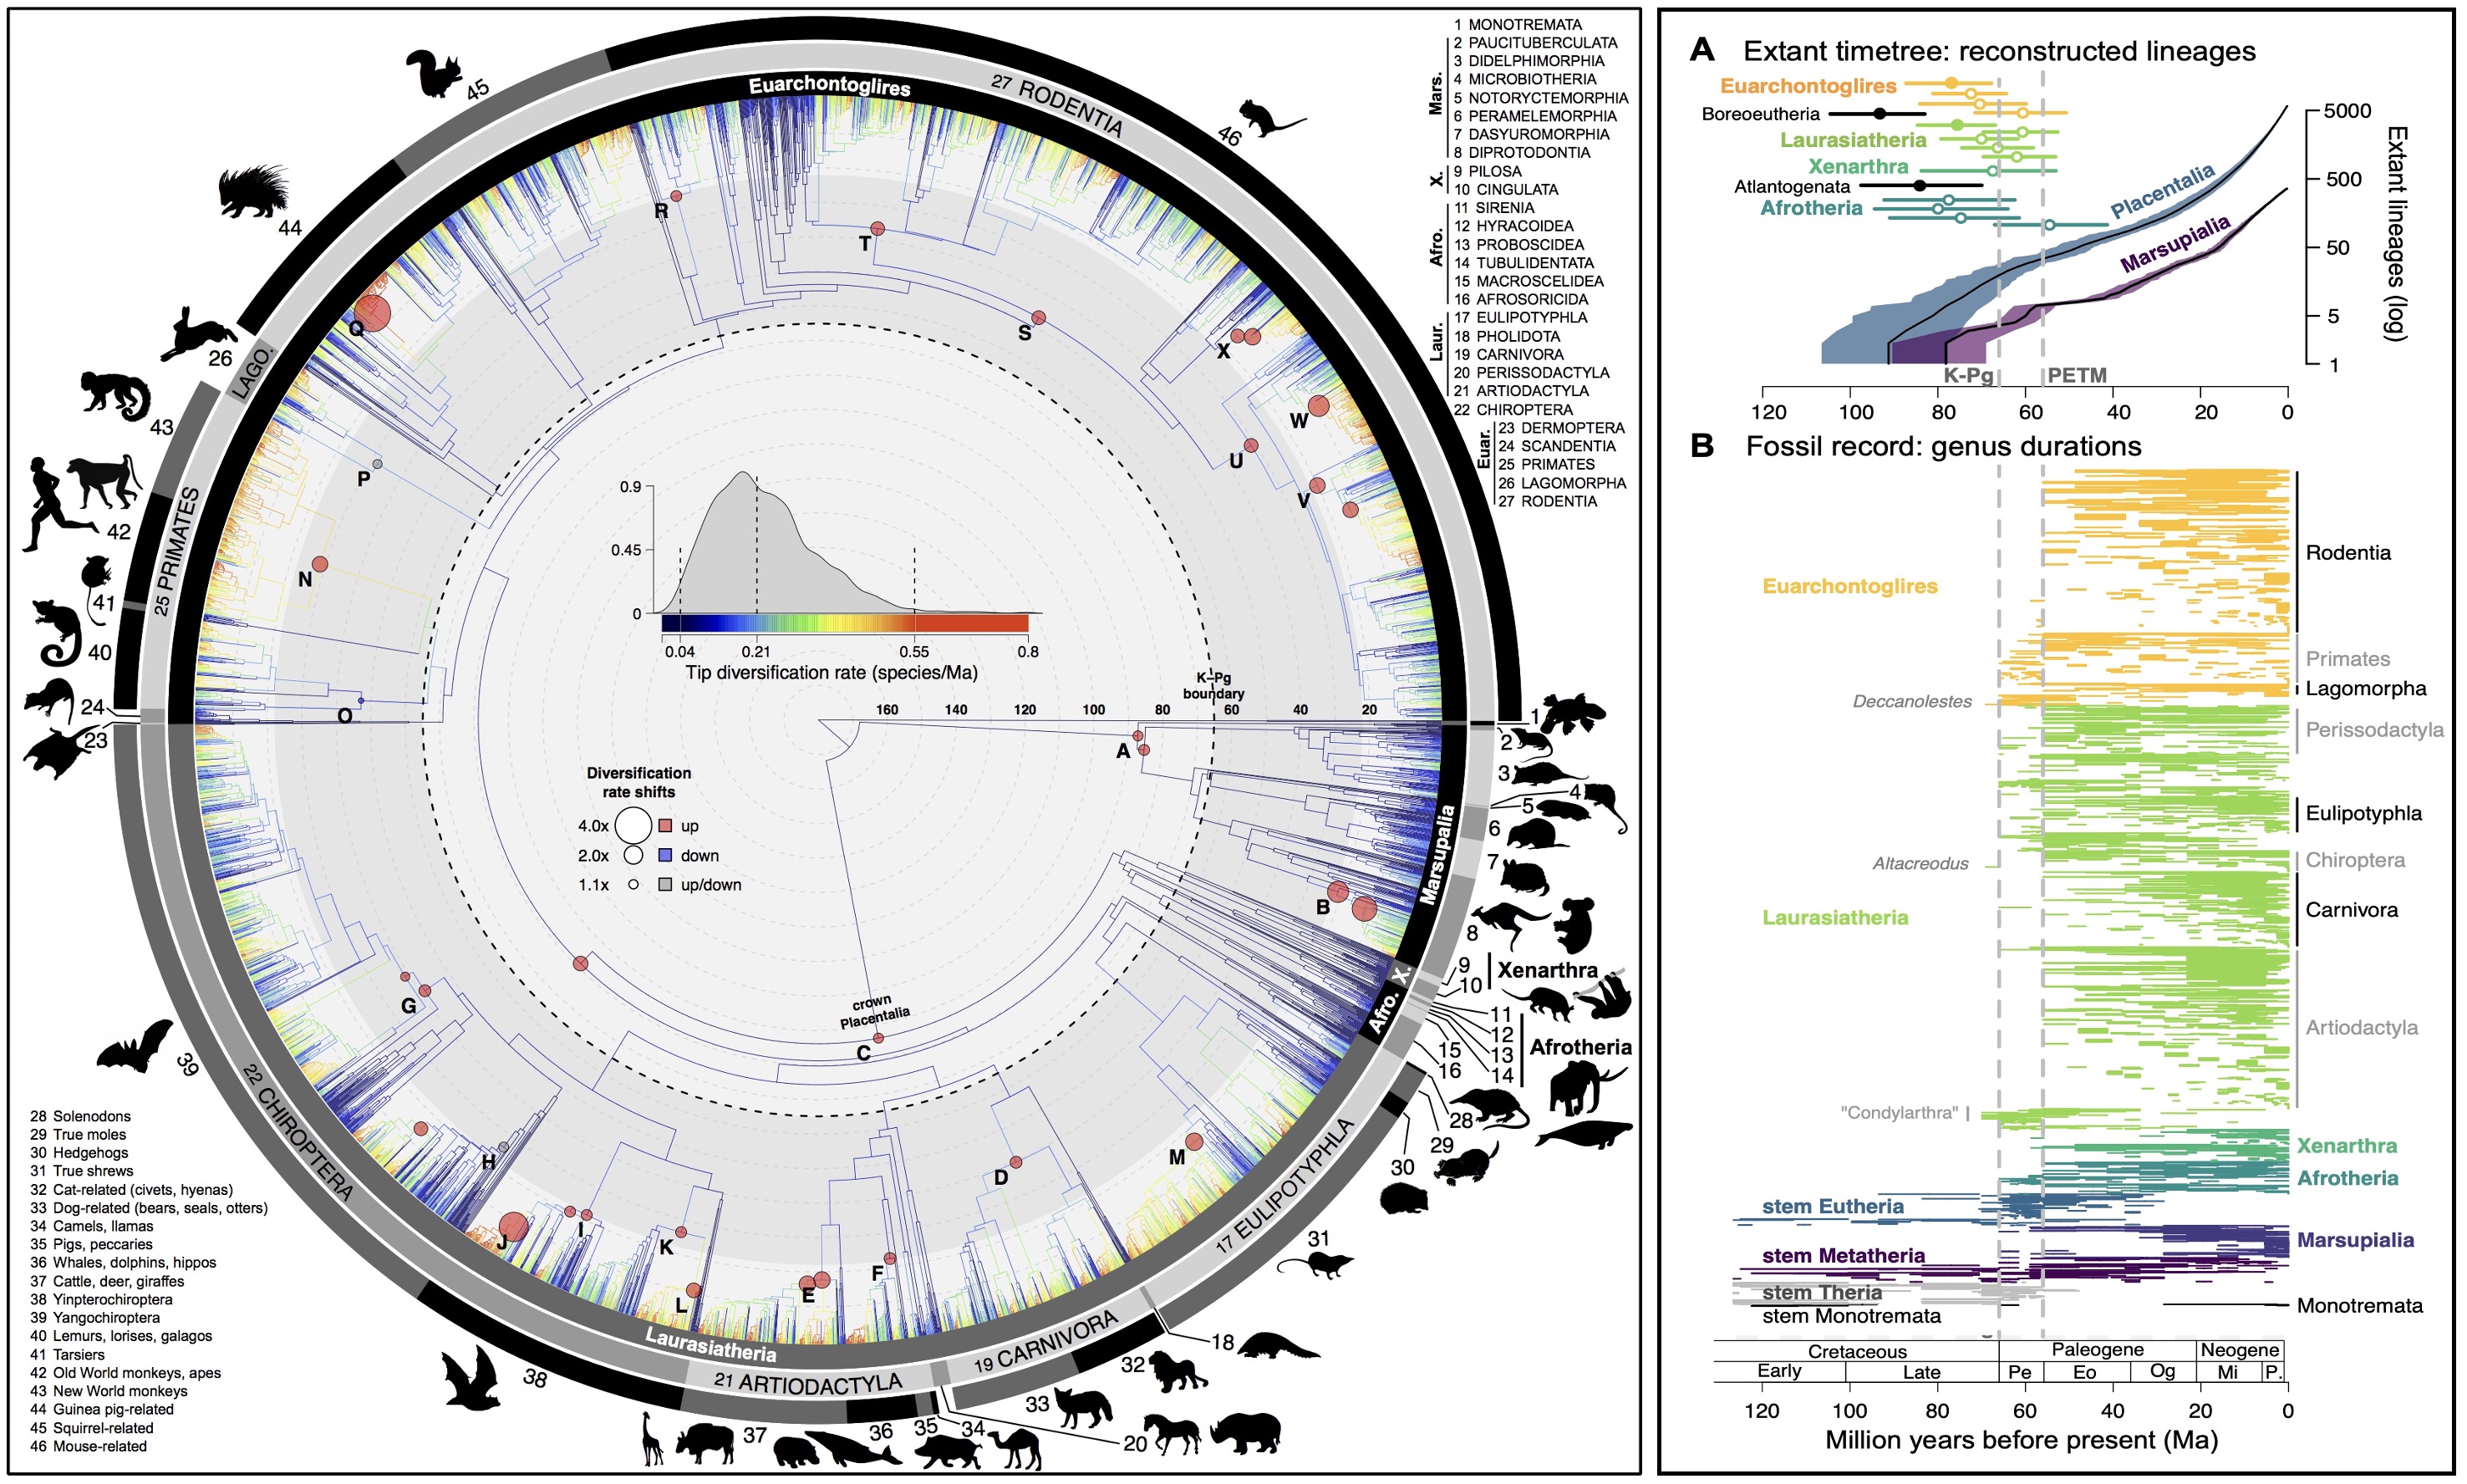 1 MONOTREMATA
Mars.
2 PAUCITUBERCULATA
3 DIDELPHIMORPHIA
4 MICROBIOTHERIA
5 NOTORYCTEMORPHIA
6 PERAMELEMORPHIA
7 DASYUROMORPHIA
8 DIPROTODONTIA
X.
9 PILOSA
10 CINGULATA
Afro.
11 SIRENIA
12 HYRACOIDEA
13 PROBOSCIDEA
14 TUBULIDENTATA
15 MACROSCELIDEA
16 AFROSORICIDA
Laur.
17 EULIPOTYPHLA
18 PHOLIDOTA
19 CARNIVORA
20 PERISSODACTYLA
21 ARTIODACTYLA
22 CHIROPTERA
Euar.
23 DERMOPTERA
24 SCANDENTIA
25 PRIMATES
26 LAGOMORPHA
27 RODENTIA
45
27 RODENTIA
Euarchontoglires
46
44
26
LAGO.
43
42
25 PRIMATES
41
40
24
23
R
T
Q
S
X
W
P
U
V
N
O
0.9
0.45
0
0.04 0.21 0.55 0.8
Tip diversification rate (species/Ma)
K–Pg
boundary
160 140 120 100 80 60 40 20
A
Diversification
rate shifts
4.0x up
2.0x down
1.1x up/down
B
crown
Placentalia
C
G
H
D
M
I
J
K
L
E
F
1
2
3
4
5
6
7
8
Marsupalia
X.
Afro.
9
10
Xenarthra
11
12
13
14
Afrotheria
15
16
28
29
30
31
17 EULIPOTYPHLA
18
19 CARNIVORA
32
33
20
34
35
36
37
21 ARTIODACTYLA
Laurasiatheria
38
22 CHIROPTERA
39
28 Solenodons
29 True moles
30 Hedgehogs
31 True shrews
32 Cat-related (civets, hyenas)
33 Dog-related (bears, seals, otters)
34 Camels, llamas
35 Pigs, peccaries
36 Whales, dolphins, hippos
37 Cattle, deer, giraffes
38 Yinpterochiroptera
39 Yangochiroptera
40 Lemurs, lorises, galagos
41 Tarsiers
42 Old World monkeys, apes
43 New World monkeys
44 Guinea pig-related
45 Squirrel-related
46 Mouse-related
A Extant timetree: reconstructed lineages
Euarchontoglires
Boreoeutheria
Laurasiatheria
Xenarthra
Atlantogenata
Afrotheria
Placentalia
Marsupialia
5000
500
50
5
1
Extant lineages (log)
K-Pg PETM
120 100 80 60 40 20 0
B Fossil record: genus durations
Rodentia
Euarchontoglires
Primates
Lagomorpha
Deccanolestes
Perissodactyla
Eulipotyphla
Altacreodus
Chiroptera
Carnivora
Laurasiatheria
Artiodactyla
"Condylarthra"
Xenarthra
Afrotheria
stem Eutheria
Marsupialia
stem Metatheria
stem Theria
Monotremata
stem Monotremata
Cretaceous Paleogene Neogene
Early Late Pe Eo Og Mi P.
120 100 80 60 40 20 0
Million years before present (Ma)